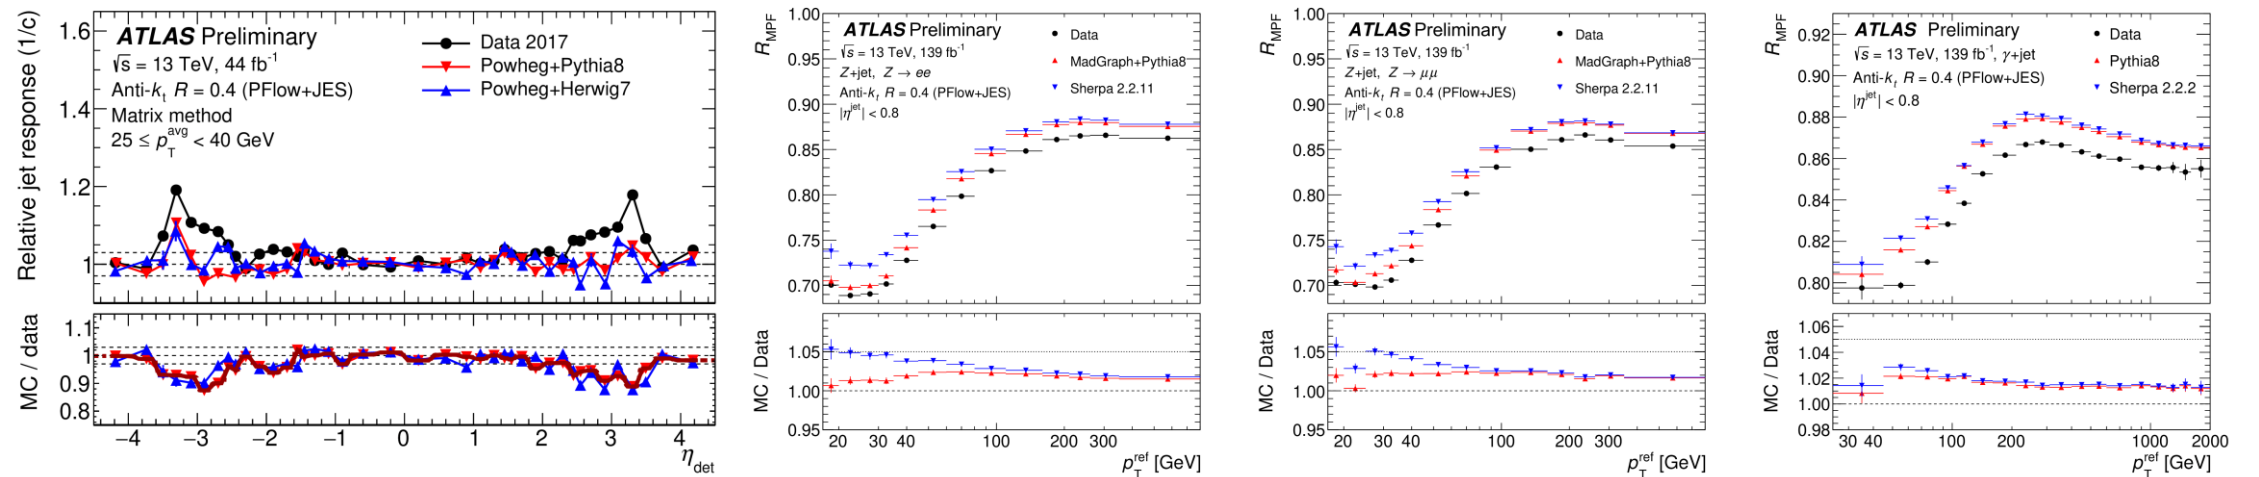 Relative jet response (1/c)
1.6
1.4
1.2
1
ATLAS Preliminary
√s = 13 TeV, 44 fb⁻¹
Anti-kₜ R = 0.4 (PFlow+JES)
Matrix method
25 ≤ p_T^avg < 40 GeV
Data 2017
Powheg+Pythia8
Powheg+Herwig7
MC / data
1.1
1
0.9
0.8
−4 −3 −2 −1 0 1 2 3 4
η_det
R_MPF
1.00
0.95
0.90
0.85
0.80
0.75
0.70
ATLAS Preliminary
√s = 13 TeV, 139 fb⁻¹
Z+jet, Z → ee
Anti-kₜ R = 0.4 (PFlow+JES)
|η^jet| < 0.8
Data
MadGraph+Pythia8
Sherpa 2.2.11
MC / Data
1.05
1.00
0.95
20 30 40 100 200 300
p_T^ref [GeV]
R_MPF
1.00
0.95
0.90
0.85
0.80
0.75
0.70
ATLAS Preliminary
√s = 13 TeV, 139 fb⁻¹
Z+jet, Z → μμ
Anti-kₜ R = 0.4 (PFlow+JES)
|η^jet| < 0.8
Data
MadGraph+Pythia8
Sherpa 2.2.11
MC / Data
1.05
1.00
0.95
20 30 40 100 200 300
p_T^ref [GeV]
R_MPF
0.92
0.90
0.88
0.86
0.84
0.82
0.80
ATLAS Preliminary
√s = 13 TeV, 139 fb⁻¹, γ+jet
Anti-kₜ R = 0.4 (PFlow+JES)
|η^jet| < 0.8
Data
Pythia8
Sherpa 2.2.2
MC / Data
1.06
1.04
1.02
1.00
0.98
30 40 100 200 1000 2000
p_T^ref [GeV]